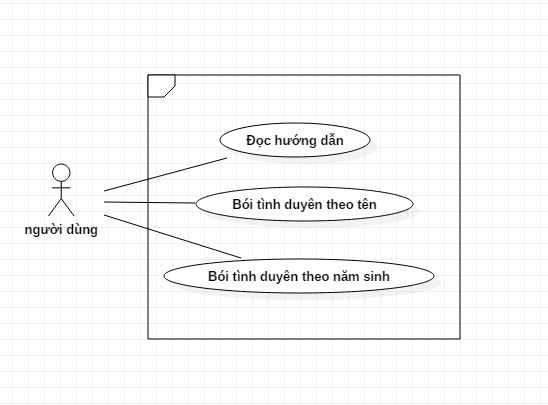 Đọc hướng dẫn
Bói tình duyên theo tên
người dùng
Bói tình duyên theo năm sinh